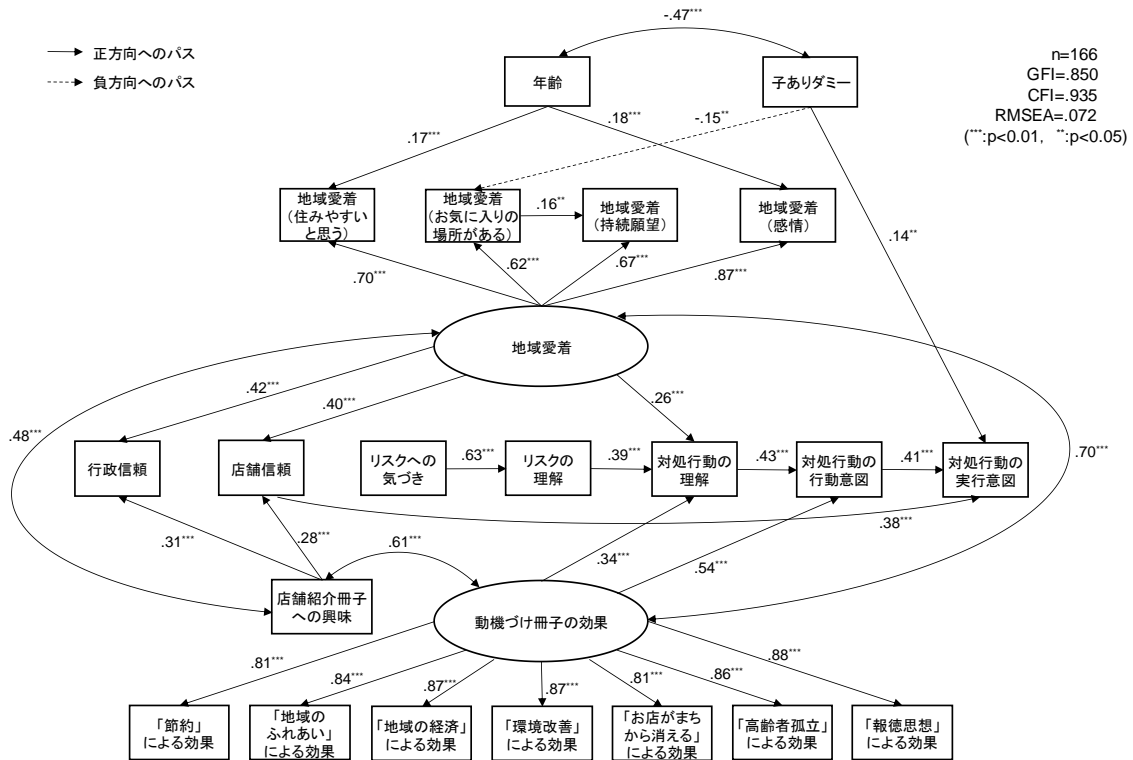 -.47***
正方向へのパス
負方向へのパス
年齢
子ありダミー
n=166
GFI=.850
CFI=.935
RMSEA=.072
(***:p<0.01, **:p<0.05)
.17***
.18***
-.15**
地域愛着
(住みやすい
と思う)
地域愛着
(お気に入りの
場所がある)
.16**
地域愛着
(持続願望)
地域愛着
(感情)
.14**
.70***
.62***
.67***
.87***
地域愛着
.42***
.40***
.26***
.48***
.70***
行政信頼
店舗信頼
リスクへの
気づき
.63***
リスクの
理解
.39***
対処行動の
理解
.43***
対処行動の
行動意図
.41***
対処行動の
実行意図
.38***
.31***
.28***
.61***
.34***
.54***
店舗紹介冊子
への興味
動機づけ冊子の効果
.81***
.84***
.87***
.87***
.81***
.86***
.88***
「節約」
による効果
「地域の
ふれあい」
による効果
「地域の経済」
による効果
「環境改善」
による効果
「お店がまち
から消える」
による効果
「高齢者孤立」
による効果
「報徳思想」
による効果